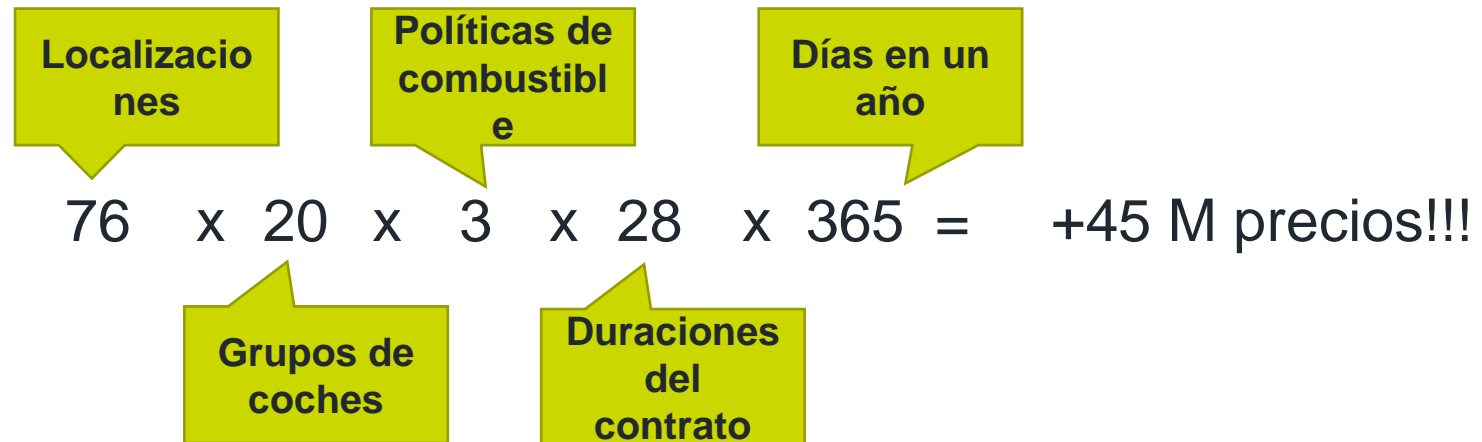 Localizacio
nes
Políticas de
combustibl
e
Días en un
año
76 x 20 x 3 x 28 x 365 = +45 M precios!!!
Grupos de
coches
Duraciones
del
contrato